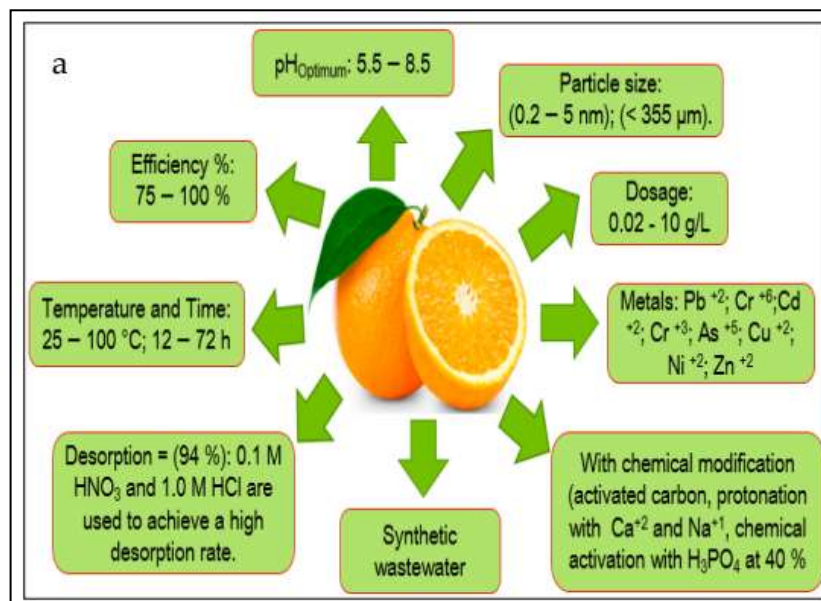 a
pHOptimum: 5.5 – 8.5
Particle size:
(0.2 – 5 nm); (< 355 µm).
Efficiency %:
75 – 100 %
Dosage:
0.02 - 10 g/L
Temperature and Time:
25 – 100 °C; 12 – 72 h
Metals: Pb +2; Cr +6;Cd
+2; Cr +3; As +5; Cu +2;
Ni +2; Zn +2
Desorption = (94 %): 0.1 M
HNO3 and 1.0 M HCl are
used to achieve a high
desorption rate.
Synthetic
wastewater
With chemical modification
(activated carbon, protonation
with Ca+2 and Na+1, chemical
activation with H3PO4 at 40 %